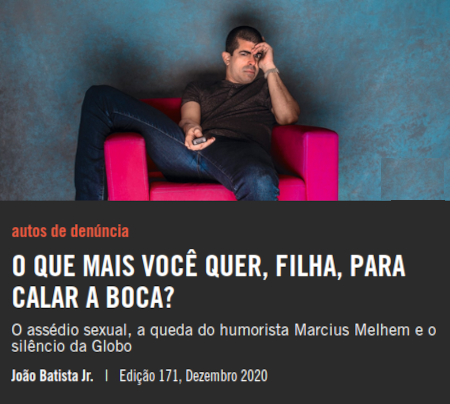 autos de denúncia
O QUE MAIS VOCÊ QUER, FILHA, PARA
CALAR A BOCA?
O assédio sexual, a queda do humorista Marcius Melhem e o
silêncio da Globo
João Batista Jr. | Edição 171, Dezembro 2020